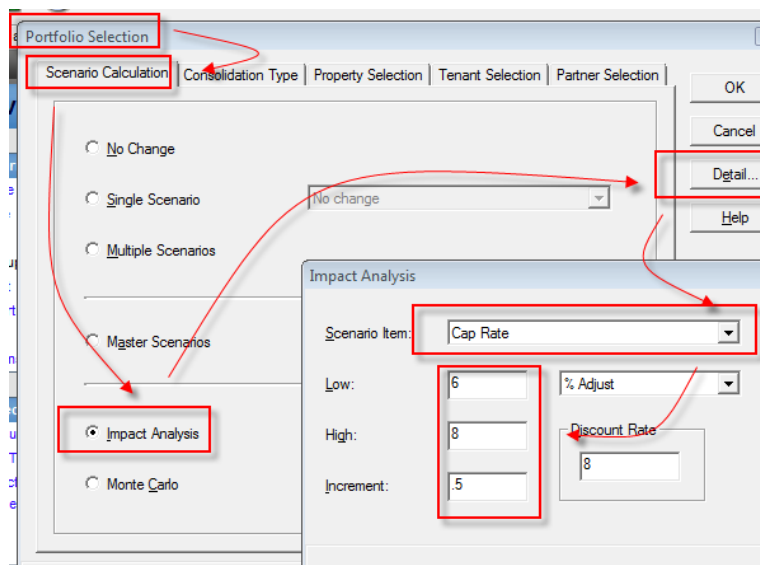 Portfolio Selection
Scenario Calculation Consolidation Type Property Selection Tenant Selection Partner Selection
OK
Cancel
No Change
Detail...
Single Scenario No change
Help
Multiple Scenarios
Impact Analysis
Scenario Item: Cap Rate
Master Scenarios
Low: 6 % Adjust
Impact Analysis
High: 8 Discount Rate
8
Monte Carlo
Increment: .5